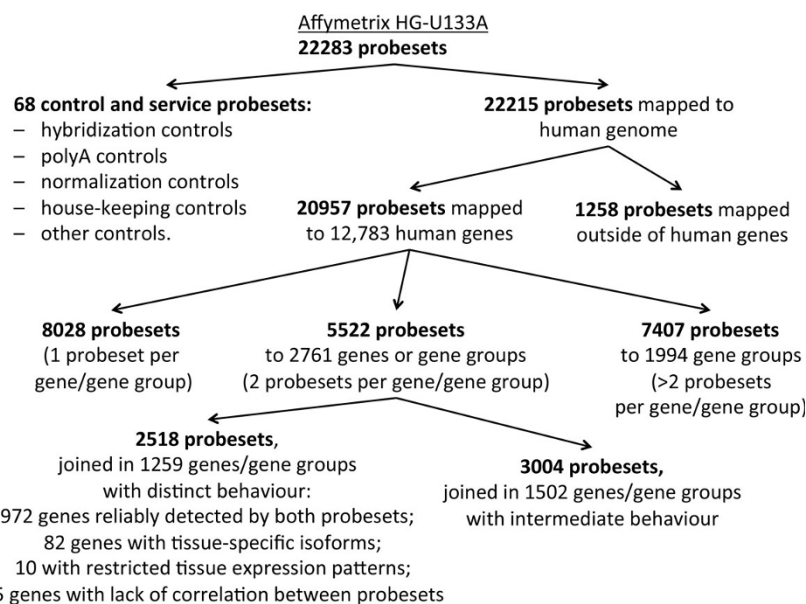 Affymetrix HG-U133A
22283 probesets
68 control and service probesets:
– hybridization controls
– polyA controls
– normalization controls
– house-keeping controls
– other controls.
22215 probesets mapped to
human genome
20957 probesets mapped
to 12,783 human genes
1258 probesets mapped
outside of human genes
8028 probesets
(1 probeset per
gene/gene group)
5522 probesets
to 2761 genes or gene groups
(2 probesets per gene/gene group)
7407 probesets
to 1994 gene groups
(>2 probesets
per gene/gene group)
2518 probesets,
joined in 1259 genes/gene groups
with distinct behaviour:
972 genes reliably detected by both probesets;
82 genes with tissue-specific isoforms;
10 with restricted tissue expression patterns;
genes with lack of correlation between probesets
3004 probesets,
joined in 1502 genes/gene groups
with intermediate behaviour